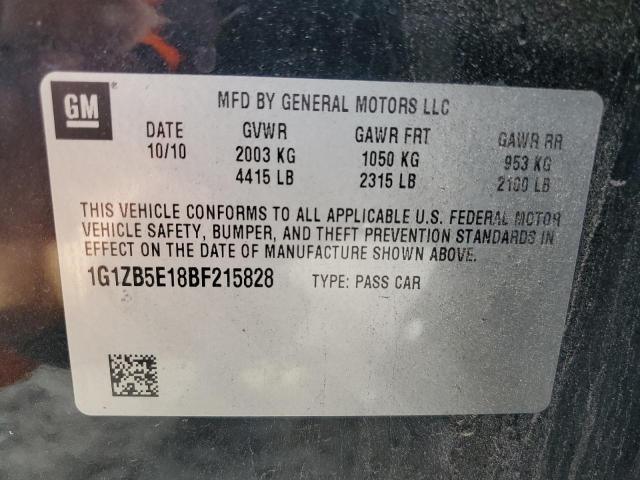 GM
MFD BY GENERAL MOTORS LLC
DATE GVWR GAWR FRT GAWR RR
10/10 2003 KG 1050 KG 953 KG
4415 LB 2315 LB 2100 LB
THIS VEHICLE CONFORMS TO ALL APPLICABLE U.S. FEDERAL MOTOR
VEHICLE SAFETY, BUMPER, AND THEFT PREVENTION STANDARDS IN
EFFECT ON THE DATE OF MANUFACTURE SHOWN ABOVE.
1G1ZB5E18BF215828 TYPE: PASS CAR